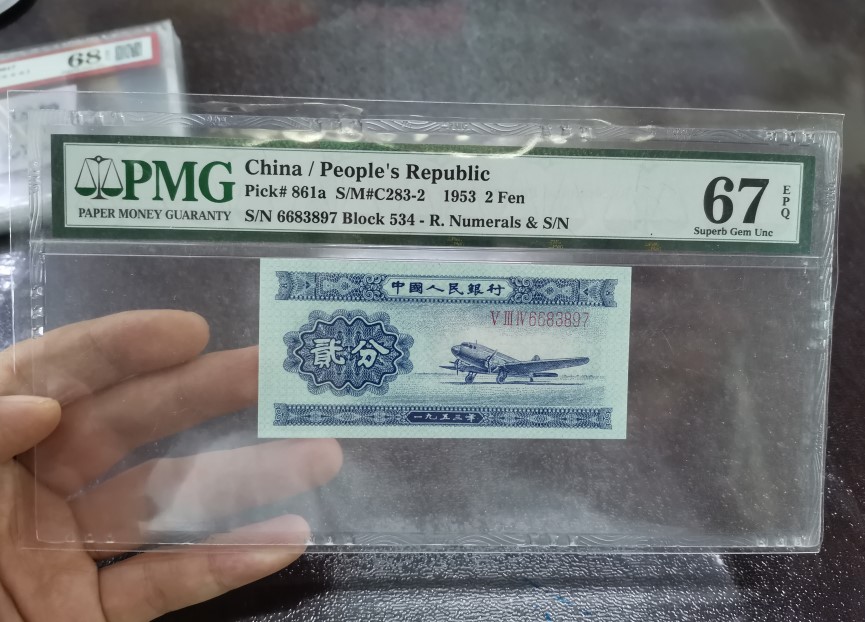 68
PMG
PAPER MONEY GUARANTY
China / People's Republic
Pick# 861a S/M#C283-2 1953 2 Fen
S/N 6683897 Block 534 - R. Numerals & S/N
67
EPQ
Superb Gem Unc
中國人民銀行
Ⅴ Ⅲ Ⅳ 6683897
貳分
一九五三年